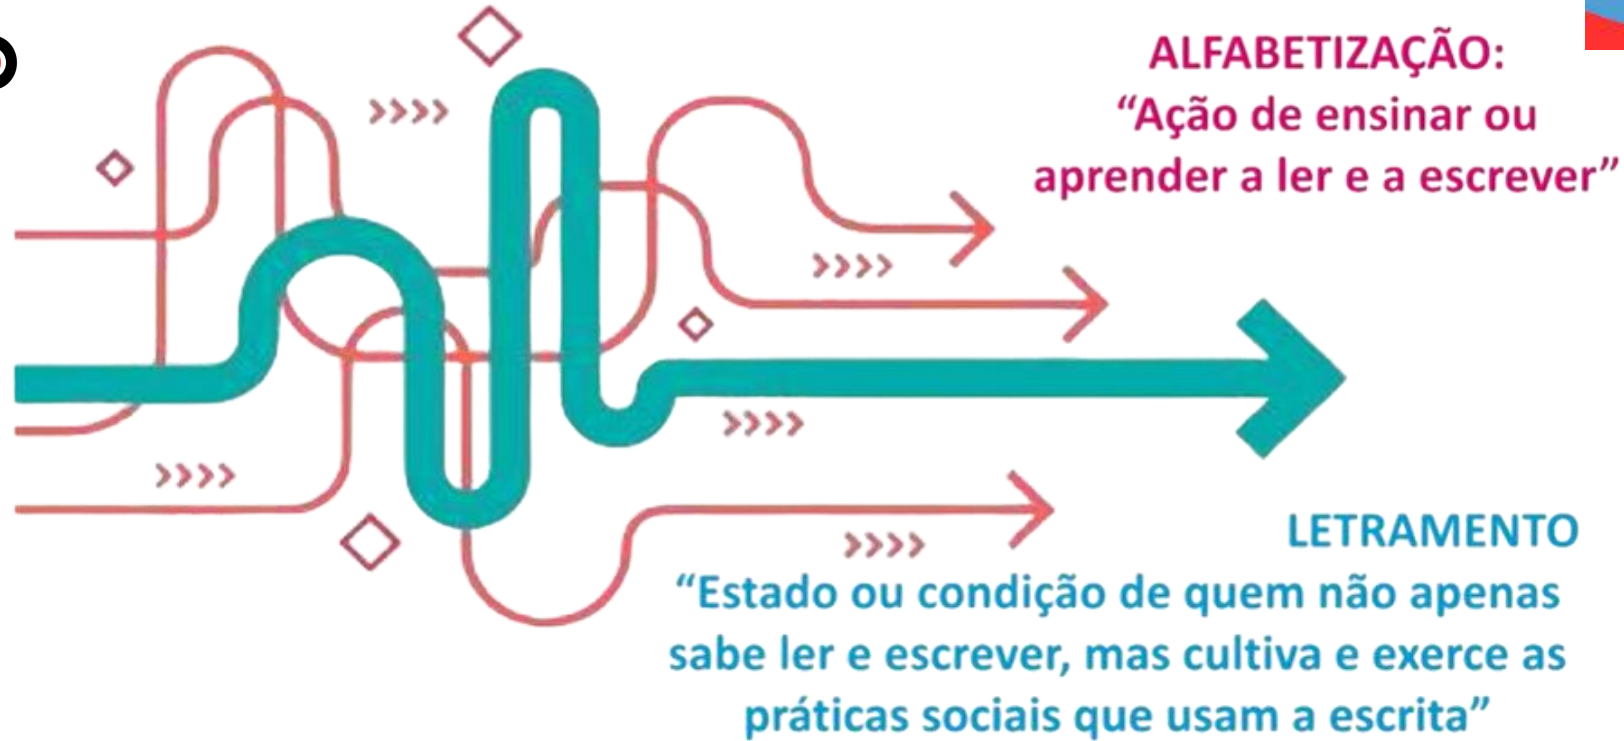 ALFABETIZAÇÃO:
“Ação de ensinar ou
aprender a ler e a escrever”
LETRAMENTO
“Estado ou condição de quem não apenas
sabe ler e escrever, mas cultiva e exerce as
práticas sociais que usam a escrita”